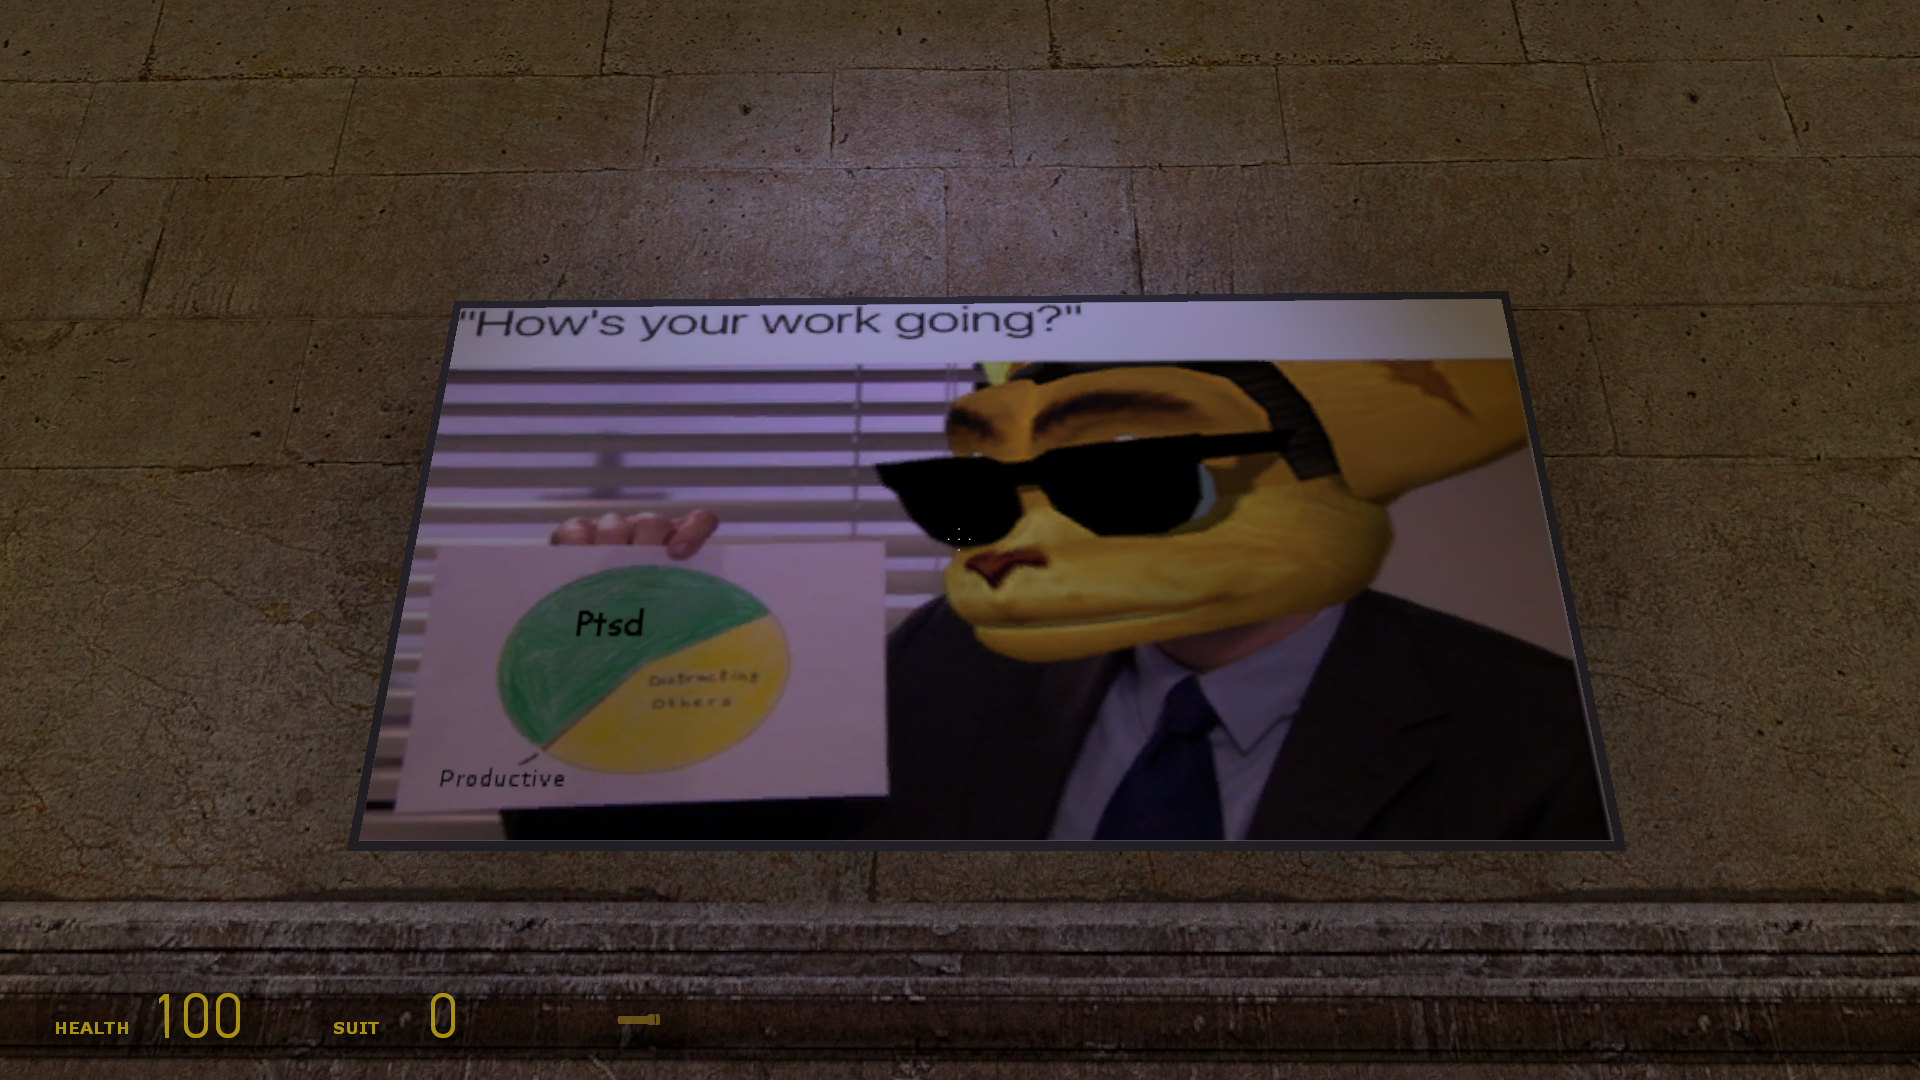 "How's your work going?"
Ptsd
Distracting
Others
Productive
HEALTH 100 SUIT 0